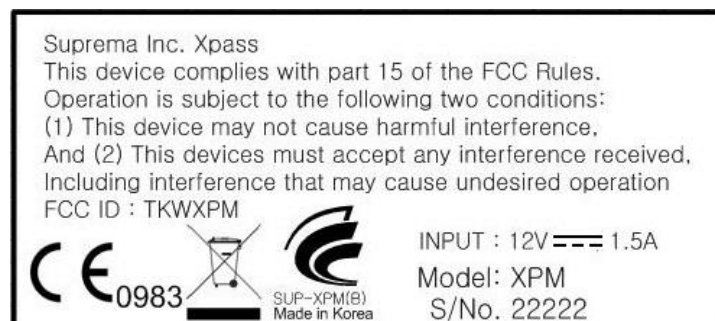 Suprema Inc. Xpass
This device complies with part 15 of the FCC Rules.
Operation is subject to the following two conditions:
(1) This device may not cause harmful interference,
And (2) This devices must accept any interference received,
Including interference that may cause undesired operation
FCC ID : TKWXPM
CE 0983
SUP-XPM(B)
Made in Korea
INPUT : 12V 1.5A
Model: XPM
S/No. 22222